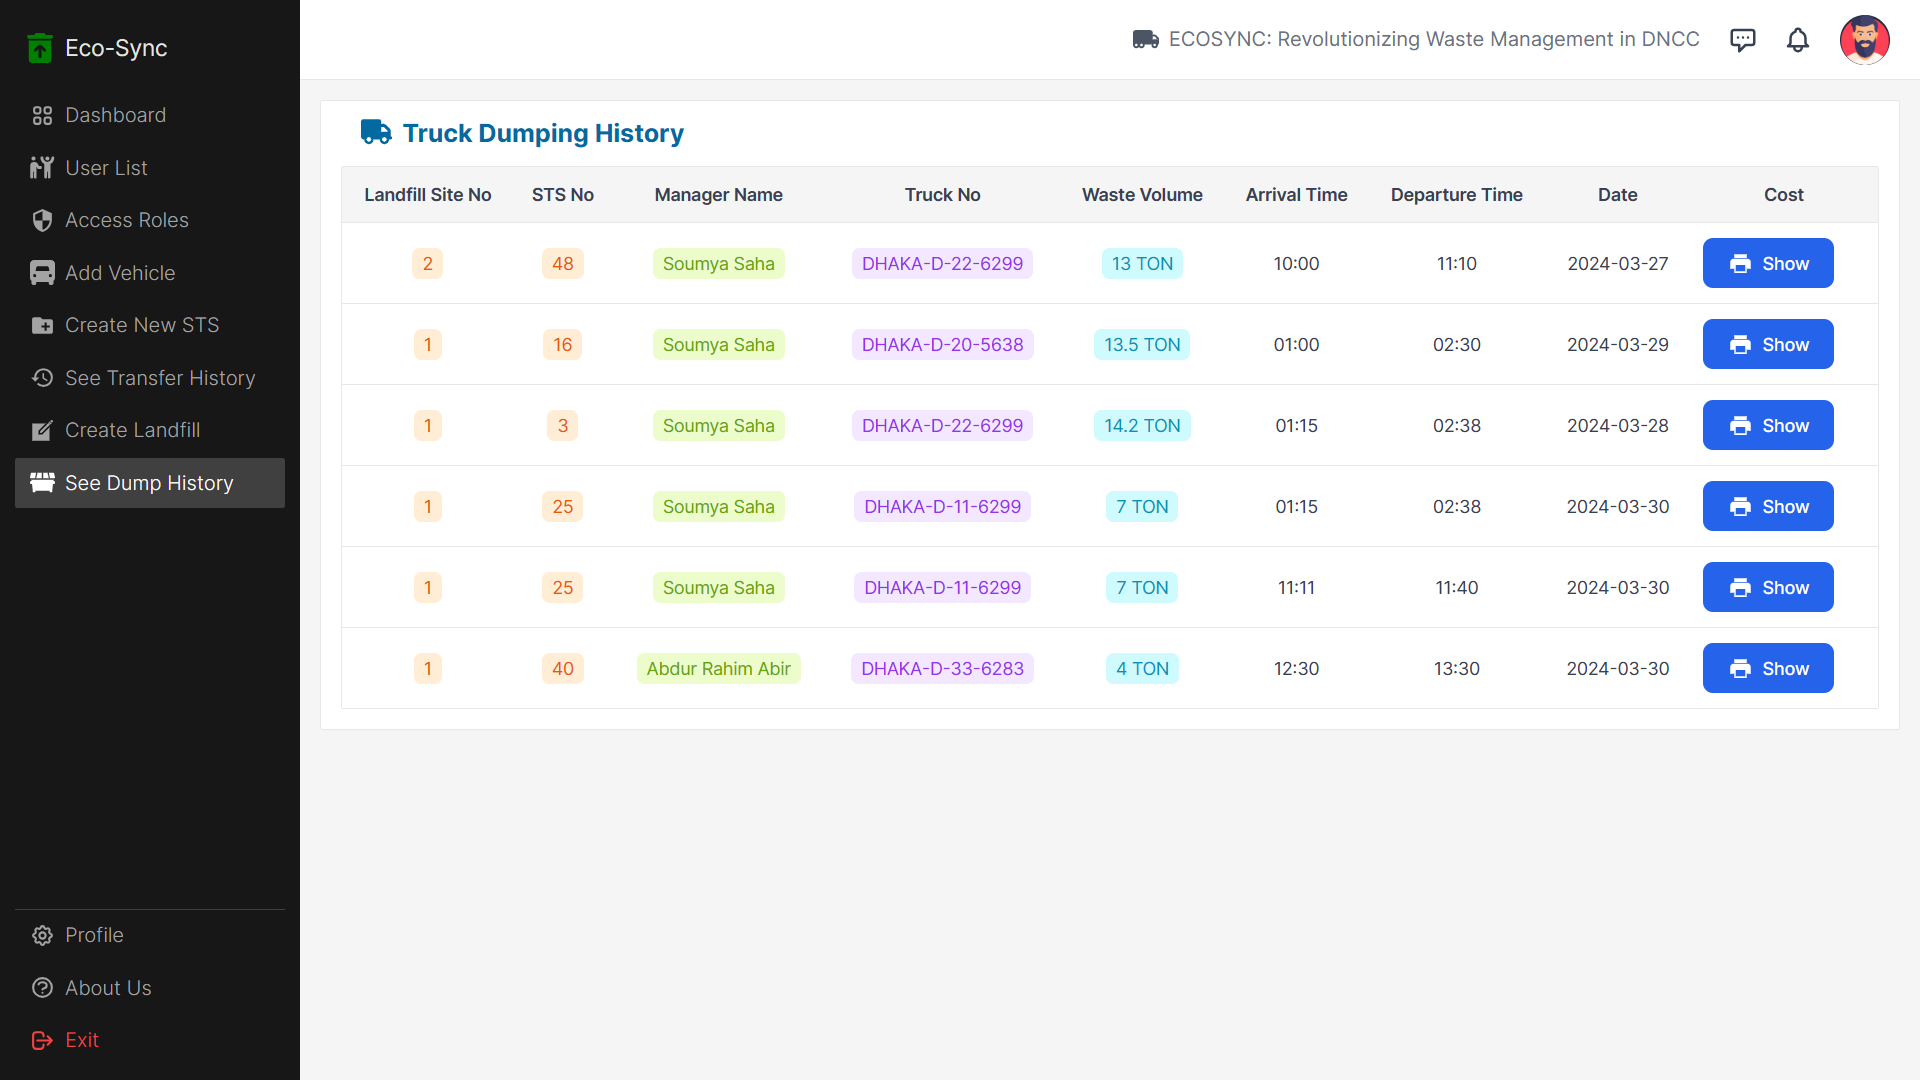 Eco-Sync
ECOSYNC: Revolutionizing Waste Management in DNCC
Dashboard
User List
Access Roles
Add Vehicle
Create New STS
See Transfer History
Create Landfill
See Dump History
Profile
About Us
Exit
Truck Dumping History
Landfill Site No STS No Manager Name Truck No Waste Volume Arrival Time Departure Time Date Cost
2 48 Soumya Saha DHAKA-D-22-6299 13 TON 10:00 11:10 2024-03-27 Show
1 16 Soumya Saha DHAKA-D-20-5638 13.5 TON 01:00 02:30 2024-03-29 Show
1 3 Soumya Saha DHAKA-D-22-6299 14.2 TON 01:15 02:38 2024-03-28 Show
1 25 Soumya Saha DHAKA-D-11-6299 7 TON 01:15 02:38 2024-03-30 Show
1 25 Soumya Saha DHAKA-D-11-6299 7 TON 11:11 11:40 2024-03-30 Show
1 40 Abdur Rahim Abir DHAKA-D-33-6283 4 TON 12:30 13:30 2024-03-30 Show